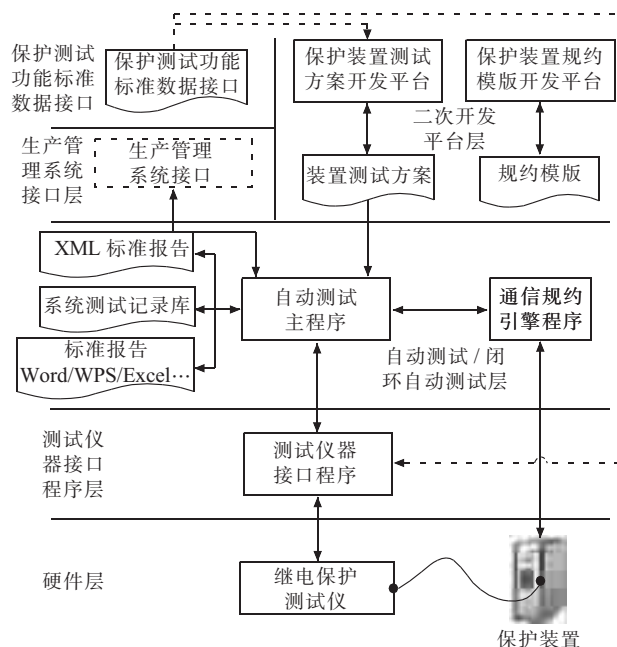 保护测试
功能标准
数据接口
保护测试功能
标准数据接口
保护装置测试
方案开发平台
保护装置规约
模版开发平台
二次开发
平台层
生产管
理系统
接口层
生产管理
系统接口
装置测试方案
规约模版
XML 标准报告
系统测试记录库
标准报告
Word/WPS/Excel…
自动测试
主程序
通信规约
引擎程序
自动测试 / 闭
环自动测试层
测试仪
器接口
程序层
测试仪器
接口程序
硬件层
继电保护
测试仪
保护装置